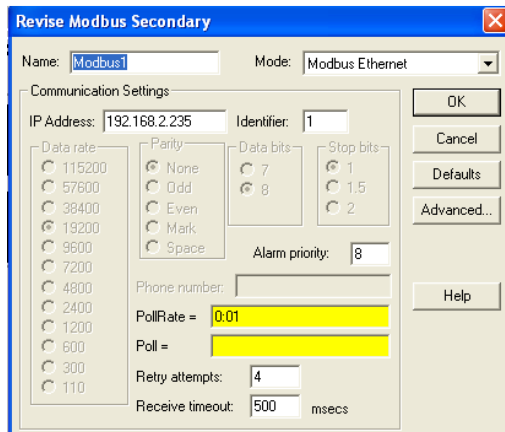 Revise Modbus Secondary
Name: Modbus1 Mode: Modbus Ethernet
Communication Settings
IP Address: 192.168.2.235 Identifier: 1
Data rate
115200
57600
38400
19200
9600
7200
4800
2400
1200
600
300
110
Parity
None
Odd
Even
Mark
Space
Data bits
7
8
Stop bits
1
1.5
2
Alarm priority: 8
Phone number:
PollRate = 0:01
Poll =
Retry attempts: 4
Receive timeout: 500 msecs
OK
Cancel
Defaults
Advanced...
Help